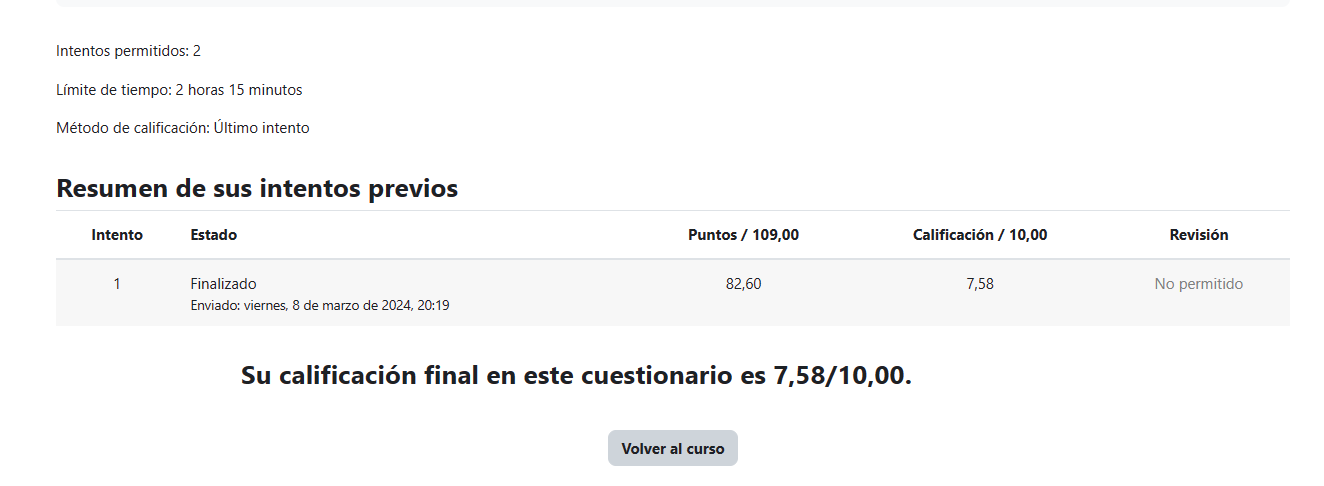 Intentos permitidos: 2
Límite de tiempo: 2 horas 15 minutos
Método de calificación: Último intento
Resumen de sus intentos previos
Intento Estado Puntos / 109,00 Calificación / 10,00 Revisión
1 Finalizado 82,60 7,58 No permitido
Enviado: viernes, 8 de marzo de 2024, 20:19
Su calificación final en este cuestionario es 7,58/10,00.
Volver al curso